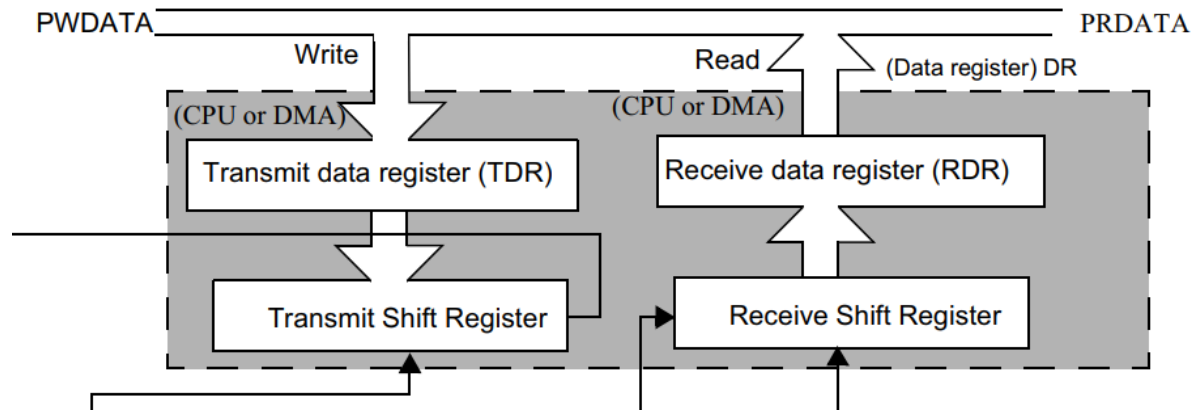 PWDATA
PRDATA
Write
Read
(Data register) DR
(CPU or DMA)
(CPU or DMA)
Transmit data register (TDR)
Receive data register (RDR)
Transmit Shift Register
Receive Shift Register